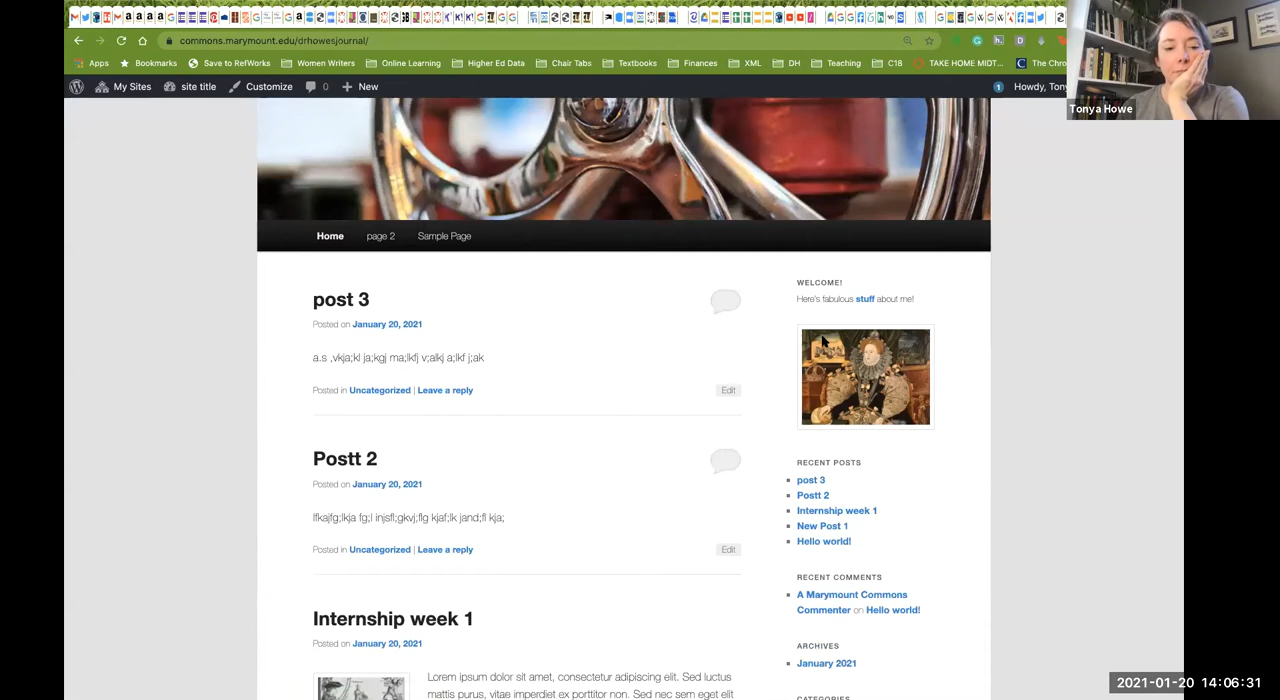 commons.marymount.edu/drhowesjournal/
Apps Bookmarks Save to RefWorks Women Writers Online Learning Higher Ed Data Chair Tabs Textbooks Finances XML DH Teaching C18 TAKE HOME MIDT... The Chro
My Sites site title Customize 0 New 1 Howdy, Tony
Tonya Howe
Home page 2 Sample Page
post 3
Posted on January 20, 2021
a.s ,vkja;kl ja;kgj ma;lkfj v;alkj a;lkf j;ak
Posted in Uncategorized | Leave a reply Edit
Postt 2
Posted on January 20, 2021
lfkajfg;lkja fg;l injsfl;gkvj;flg kjaf;lk jand;fl kja;
Posted in Uncategorized | Leave a reply Edit
Internship week 1
Posted on January 20, 2021
Lorem ipsum dolor sit amet, consectetur adipiscing elit. Sed luctus
mattis purus, vitae imperdiet ex porttitor non. Sed nec sem eget elit
WELCOME!
Here's fabulous stuff about me!
RECENT POSTS
post 3
Postt 2
Internship week 1
New Post 1
Hello world!
RECENT COMMENTS
A Marymount Commons
Commenter on Hello world!
ARCHIVES
January 2021
2021-01-20 14:06:31